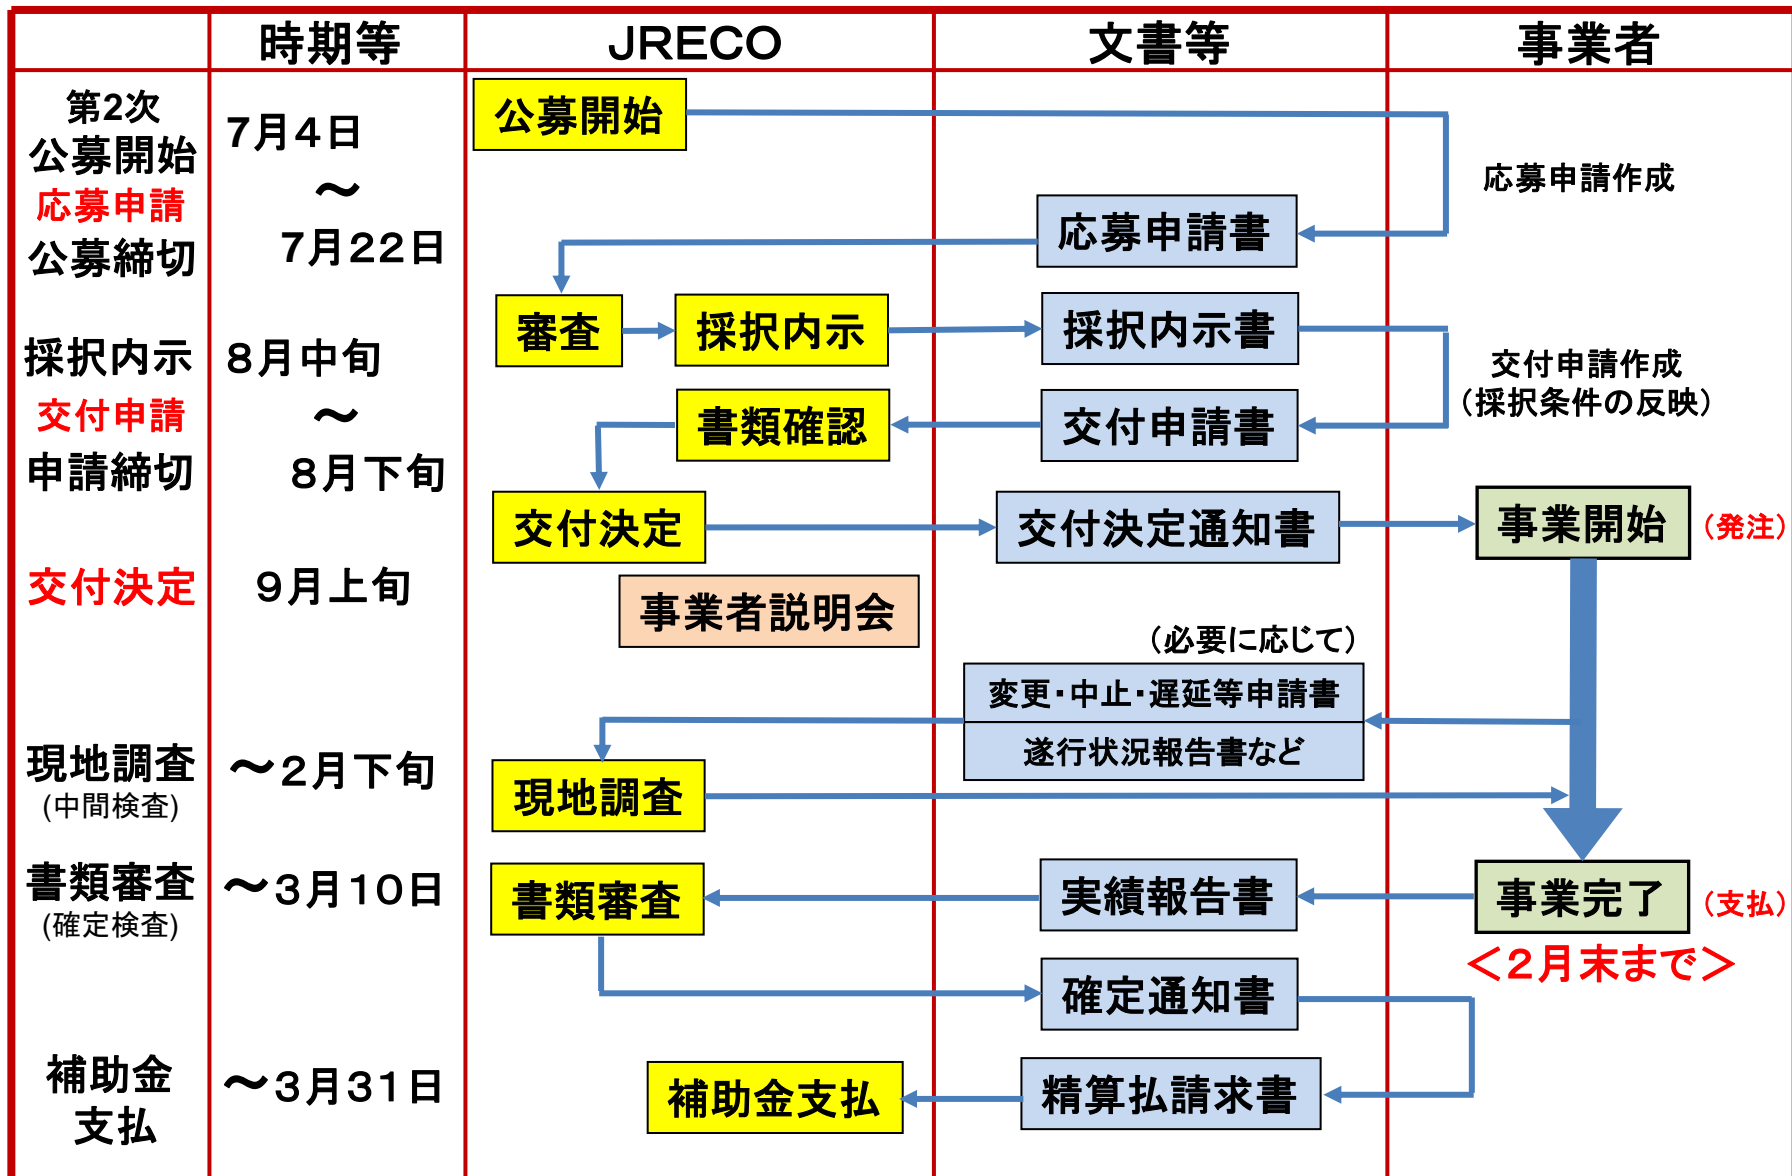 時期等
JRECO
文書等
事業者
第2次
公募開始
応募申請
公募締切
7月4日
~
7月22日
公募開始
応募申請作成
応募申請書
採択内示
交付申請
申請締切
8月中旬
~
8月下旬
審査
採択内示
採択内示書
交付申請作成
(採択条件の反映)
書類確認
交付申請書
交付決定
交付決定通知書
事業開始
(発注)
交付決定
9月上旬
事業者説明会
(必要に応じて)
変更・中止・遅延等申請書
遂行状況報告書など
現地調査
(中間検査)
~2月下旬
現地調査
書類審査
(確定検査)
~3月10日
書類審査
実績報告書
事業完了
(支払)
<2月末まで>
確定通知書
補助金
支払
~3月31日
補助金支払
精算払請求書